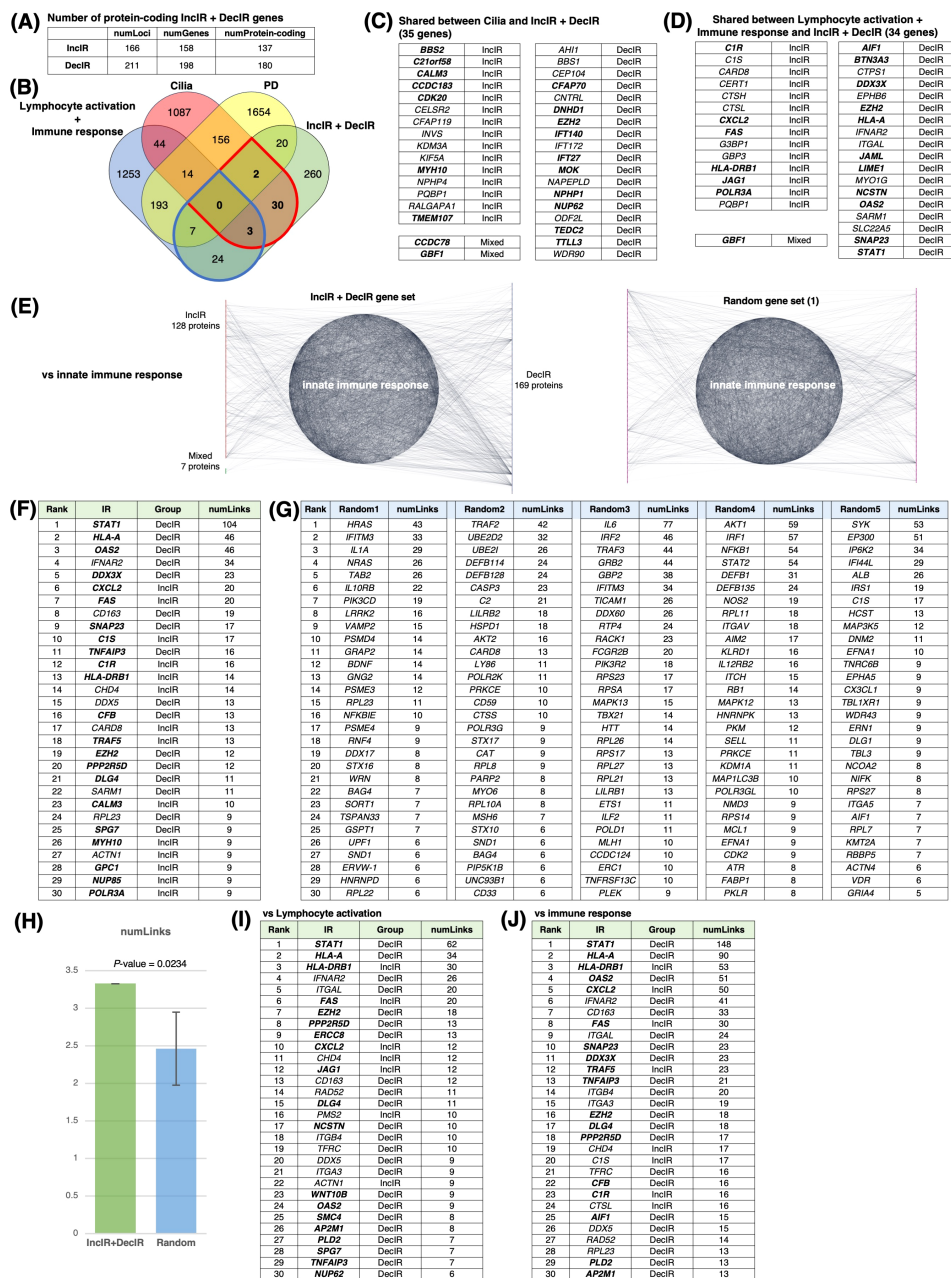 (A) Number of protein-coding IncIR + DecIR genes
numLoci numGenes numProtein-coding
IncIR 166 158 137
DecIR 211 198 180
(B)
Cilia PD
Lymphocyte activation + Immune response
IncIR + DecIR
1087 1654
156
44 20
1253 14 2 260
193 0 30
7 3
24
(C) Shared between Cilia and IncIR + DecIR
(35 genes)
BBS2 IncIR AHI1 DecIR
C21orf58 IncIR BBS1 DecIR
CALM3 IncIR CEP104 DecIR
CCDC183 IncIR CFAP70 DecIR
CDK20 IncIR CNTRL DecIR
CELSR2 IncIR DNHD1 DecIR
CFAP119 IncIR EZH2 DecIR
INVS IncIR IFT140 DecIR
KDM3A IncIR IFT172 DecIR
KIF5A IncIR IFT27 DecIR
MYH10 IncIR MOK DecIR
NPHP4 IncIR NAPEPLD DecIR
PQBP1 IncIR NPHP1 DecIR
RALGAPA1 IncIR NUP62 DecIR
TMEM107 IncIR ODF2L DecIR
TEDC2 DecIR
CCDC78 Mixed TTLL3 DecIR
GBF1 Mixed WDR90 DecIR
(D) Shared between Lymphocyte activation +
Immune response and IncIR + DecIR (34 genes)
C1R IncIR AIF1 DecIR
C1S IncIR BTN3A3 DecIR
CARD8 IncIR CTPS1 DecIR
CERT1 IncIR DDX3X DecIR
CTSH IncIR EPHB6 DecIR
CTSL IncIR EZH2 DecIR
CXCL2 IncIR HLA-A DecIR
FAS IncIR IFNAR2 DecIR
G3BP1 IncIR ITGAL DecIR
GBP3 IncIR JAML DecIR
HLA-DRB1 IncIR LIME1 DecIR
JAG1 IncIR MYO1G DecIR
POLR3A IncIR NCSTN DecIR
PQBP1 IncIR OAS2 DecIR
SARM1 DecIR
SLC22A5 DecIR
GBF1 Mixed SNAP23 DecIR
STAT1 DecIR
(E)
IncIR + DecIR gene set
Random gene set (1)
IncIR
128 proteins
vs innate immune response
innate immune response
DecIR
169 proteins
innate immune response
Mixed
7 proteins
(F)
Rank IR Group numLinks
1 STAT1 DecIR 104
2 HLA-A DecIR 46
3 OAS2 DecIR 46
4 IFNAR2 DecIR 34
5 DDX3X DecIR 23
6 CXCL2 IncIR 20
7 FAS IncIR 20
8 CD163 DecIR 19
9 SNAP23 DecIR 17
10 C1S IncIR 17
11 TNFAIP3 DecIR 16
12 C1R IncIR 16
13 HLA-DRB1 IncIR 14
14 CHD4 IncIR 14
15 DDX5 DecIR 13
16 CFB DecIR 13
17 CARD8 IncIR 13
18 TRAF5 IncIR 13
19 EZH2 DecIR 12
20 PPP2R5D DecIR 12
21 DLG4 DecIR 11
22 SARM1 DecIR 11
23 CALM3 IncIR 10
24 RPL23 DecIR 9
25 SPG7 DecIR 9
26 MYH10 IncIR 9
27 ACTN1 IncIR 9
28 GPC1 IncIR 9
29 NUP85 IncIR 9
30 POLR3A IncIR 9
(G)
Rank Random1 numLinks Random2 numLinks Random3 numLinks Random4 numLinks Random5 numLinks
1 HRAS 43 TRAF2 42 IL6 77 AKT1 59 SYK 53
2 IFITM3 33 UBE2D2 32 IRF2 46 IRF1 57 EP300 51
3 IL1A 29 UBE2I 26 TRAF3 44 NFKB1 54 IP6K2 34
4 NRAS 26 DEFB114 24 GRB2 44 STAT2 54 IFI44L 29
5 TAB2 26 DEFB128 24 GBP2 38 DEFB1 31 ALB 26
6 IL10RB 22 CASP3 23 IFITM3 34 DEFB135 24 IRS1 19
7 PIK3CD 19 C2 21 TICAM1 26 NOS2 19 C1S 17
8 LRRK2 16 LILRB2 18 DDX60 26 RPL11 18 HCST 13
9 VAMP2 15 HSPD1 18 RTP4 24 ITGAV 18 MAP3K5 12
10 PSMD4 14 AKT2 16 RACK1 23 AIM2 17 DNM2 11
11 GRAP2 14 CARD8 13 FCGR2B 20 KLRD1 16 EFNA1 10
12 BDNF 14 LY86 11 PIK3R2 18 IL12RB2 16 TNRC6B 9
13 GNG2 14 POLR2K 11 RPS23 17 ITCH 15 EPHA5 9
14 PSME3 12 PRKCE 10 RPSA 17 RB1 14 CX3CL1 9
15 RPL23 11 CD59 10 MAPK13 15 MAPK12 13 TBL1XR1 9
16 NFKBIE 10 CTSS 10 TBX21 14 HNRNPK 13 WDR43 9
17 PSME4 9 POLR3G 9 HTT 14 PKM 12 ERN1 9
18 RNF4 9 STX17 9 RPL26 14 SELL 11 DLG1 9
19 DDX17 8 CAT 9 RPS17 13 PRKCE 11 TBL3 9
20 STX16 8 RPL8 9 RPL27 13 KDM1A 11 NCOA2 8
21 WRN 8 PARP2 8 RPL21 13 MAP1LC3B 10 NIFK 8
22 BAG4 7 MYO6 8 LILRB1 13 POLR3GL 10 RPS27 8
23 SORT1 7 RPL10A 8 ETS1 11 NMD3 9 ITGA5 7
24 TSPAN33 7 MSH6 7 ILF2 11 RPS14 9 AIF1 7
25 GSPT1 7 STX10 6 POLD1 11 MCL1 9 RPL7 7
26 UPF1 6 SND1 6 MLH1 10 EFNA1 9 KMT2A 7
27 SND1 6 BAG4 6 CCDC124 10 CDK2 9 RBBP5 7
28 ERVW-1 6 PIP5K1B 6 ERC1 10 ATR 8 ACTN4 6
29 HNRNPD 6 UNC93B1 6 TNFRSF13C 10 FABP1 8 VDR 6
30 RPL22 6 CD33 6 PLEK 9 PKLR 8 GRIA4 5
(H)
numLinks
P-value = 0.0234
3.5
3
2.5
2
1.5
1
0.5
0
IncIR+DecIR Random
(I) vs Lymphocyte activation
Rank IR Group numLinks
1 STAT1 DecIR 62
2 HLA-A DecIR 34
3 HLA-DRB1 IncIR 30
4 IFNAR2 DecIR 26
5 ITGAL DecIR 20
6 FAS IncIR 20
7 EZH2 DecIR 18
8 PPP2R5D DecIR 13
9 ERCC8 DecIR 13
10 CXCL2 IncIR 12
11 CHD4 IncIR 12
12 JAG1 IncIR 12
13 CD163 DecIR 12
14 RAD52 DecIR 11
15 DLG4 DecIR 11
16 PMS2 IncIR 10
17 NCSTN DecIR 10
18 ITGB4 DecIR 10
19 TFRC DecIR 10
20 DDX5 DecIR 9
21 ITGA3 DecIR 9
22 ACTN1 IncIR 9
23 WNT10B DecIR 9
24 OAS2 DecIR 9
25 SMC4 DecIR 8
26 AP2M1 DecIR 8
27 PLD2 DecIR 7
28 SPG7 DecIR 7
29 TNFAIP3 DecIR 7
30 NUP62 DecIR 6
(J) vs immune response
Rank IR Group numLinks
1 STAT1 DecIR 148
2 HLA-A DecIR 90
3 HLA-DRB1 IncIR 53
4 OAS2 DecIR 51
5 CXCL2 IncIR 50
6 IFNAR2 DecIR 41
7 CD163 DecIR 33
8 FAS IncIR 30
9 ITGAL DecIR 24
10 SNAP23 DecIR 23
11 DDX3X DecIR 23
12 TRAF5 IncIR 23
13 TNFAIP3 DecIR 21
14 ITGB4 DecIR 20
15 ITGA3 DecIR 19
16 EZH2 DecIR 18
17 DLG4 DecIR 18
18 PPP2R5D DecIR 17
19 CHD4 IncIR 17
20 C1S IncIR 17
21 TFRC DecIR 16
22 CFB DecIR 16
23 C1R IncIR 16
24 CTSL IncIR 16
25 AIF1 DecIR 15
26 DDX5 DecIR 15
27 RAD52 DecIR 14
28 RPL23 DecIR 13
29 PLD2 DecIR 13
30 AP2M1 DecIR 13